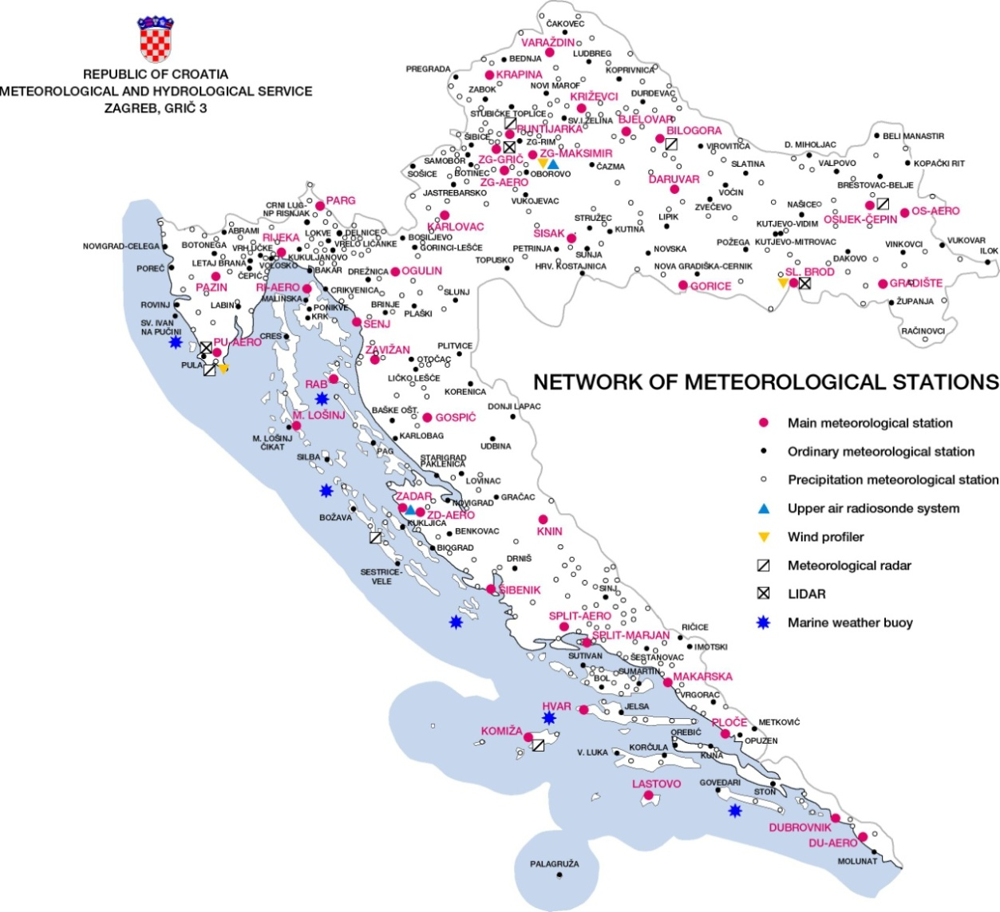 REPUBLIC OF CROATIA
METEOROLOGICAL AND HYDROLOGICAL SERVICE
ZAGREB, GRIČ 3
ČAKOVEC
VARAŽDIN
BEDNJA
LUDBREG
PREGRADA
KRAPINA
KOPRIVNICA
ZABOK
NOVI MAROF
KRIŽEVCI
DURĐEVAC
STUBIČKE TOPLICE
SV.I.ZELINA
BJELOVAR
PUNTIJARKA
BILOGORA
ŠIBICE
ZG-RIM
ZG-MAKSIMIR
VIROVITICA
D. MIHOLJAC
BELI MANASTIR
SAMOBOR
ZG-GRIČ
SLATINA
VALPOVO
KOPAČKI RIT
SOŠICE
BOTINEC
OBOROVO
ČAZMA
ZG-AERO
DARUVAR
BRESTOVAC-BELJE
JASTREBARSKO
VOĆIN
PARG
CRNI LUG-
NP RISNJAK
VUKOJEVAC
ZVEČEVO
NAŠICE
OS-AERO
KARLOVAC
STRUŽEC
LIPIK
OSIJEK-ČEPIN
ABRAMI
LOKVE
DELNICE
SISAK
KUTINA
KUTJEVO-VIDIM
RIJEKA
BOSILJEVO
VRELO LIČANKE
POŽEGA
KUTJEVO-MITROVAC
VINKOVCI
VUKOVAR
NOVIGRAD-CELEGA
BOTONEGA
VRH UČKE
GORINCI-LEŠĆE
PETRINJA
SUNJA
NOVSKA
ILOK
LETAJ BRANA
VOLOSKO
KUKULJANOVO
TOPUSKO
HRV. KOSTAJNICA
NOVA GRADIŠKA-CERNIK
ĐAKOVO
POREČ
ČEPIĆ
BAKAR
DREŽNICA
OGULIN
SL. BROD
PAZIN
RI-AERO
CRIKVENICA
SLUNJ
GORICE
GRADIŠTE
MALINSKA
ROVINJ
LABIN
PONIKVE
BRINJE
PLAŠKI
ŽUPANJA
KRK
SV. IVAN
NA PUČINI
SENJ
RAČINOVCI
CRES
PU-AERO
ZAVIŽAN
PLITVICE
PULA
OTOČAC
LIČKO LEŠĆE
NETWORK OF METEOROLOGICAL STATIONS
RAB
KORENICA
BAŠKE OŠT.
DONJI LAPAC
M. LOŠINJ
GOSPIĆ
Main meteorological station
M. LOŠINJ
ČIKAT
KARLOBAG
UDBINA
PAG
Ordinary meteorological station
SILBA
STARIGRAD
PAKLENICA
LOVINAC
Precipitation meteorological station
ZADAR
NOVIGRAD
GRAČAC
Upper air radiosonde system
BOŽAVA
ZD-AERO
KUKLJICA
BENKOVAC
KNIN
Wind profiler
BIOGRAD
DRNIŠ
Meteorological radar
SESTRICE-
VELE
ŠIBENIK
SINJ
LIDAR
SPLIT-AERO
Marine weather buoy
RIČICE
SPLIT-MARJAN
IMOTSKI
SUTIVAN
ŠESTANOVAC
SUMARTIN
BOL
MAKARSKA
VRGORAC
HVAR
JELSA
PLOČE
METKOVIĆ
KOMIŽA
OREBIĆ
OPUZEN
V. LUKA
KORČULA
KUNA
LASTOVO
GOVEĐARI
STON
DUBROVNIK
DU-AERO
MOLUNAT
PALAGRUŽA